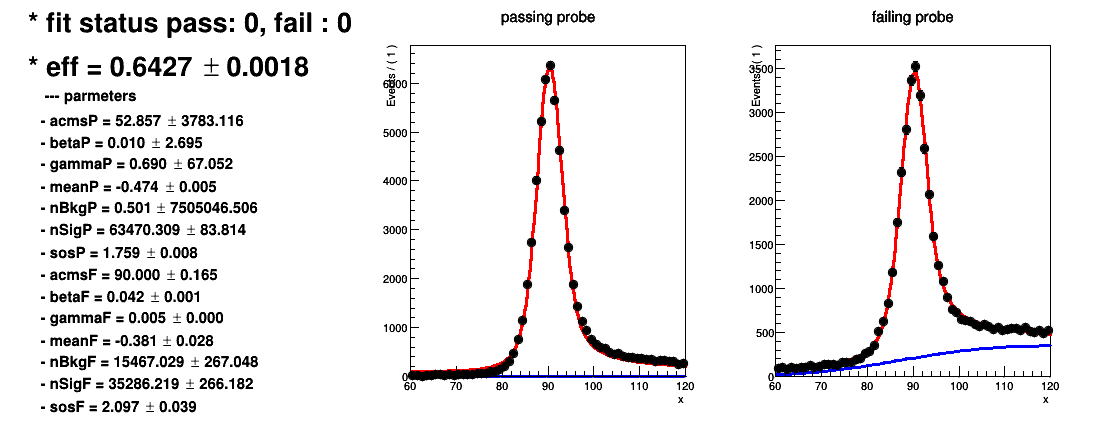 * fit status pass: 0, fail : 0
* eff = 0.6427 ± 0.0018
--- parmeters
- acmsP = 52.857 ± 3783.116
- betaP = 0.010 ± 2.695
- gammaP = 0.690 ± 67.052
- meanP = -0.474 ± 0.005
- nBkgP = 0.501 ± 7505046.506
- nSigP = 63470.309 ± 83.814
- sosP = 1.759 ± 0.008
- acmsF = 90.000 ± 0.165
- betaF = 0.042 ± 0.001
- gammaF = 0.005 ± 0.000
- meanF = -0.381 ± 0.028
- nBkgF = 15467.029 ± 267.048
- nSigF = 35286.219 ± 266.182
- sosF = 2.097 ± 0.039
passing probe
Events / ( 1 )
6000
5000
4000
3000
2000
1000
0
60 70 80 90 100 110 120
x
failing probe
Events / ( 1 )
3500
3000
2500
2000
1500
1000
500
0
60 70 80 90 100 110 120
x